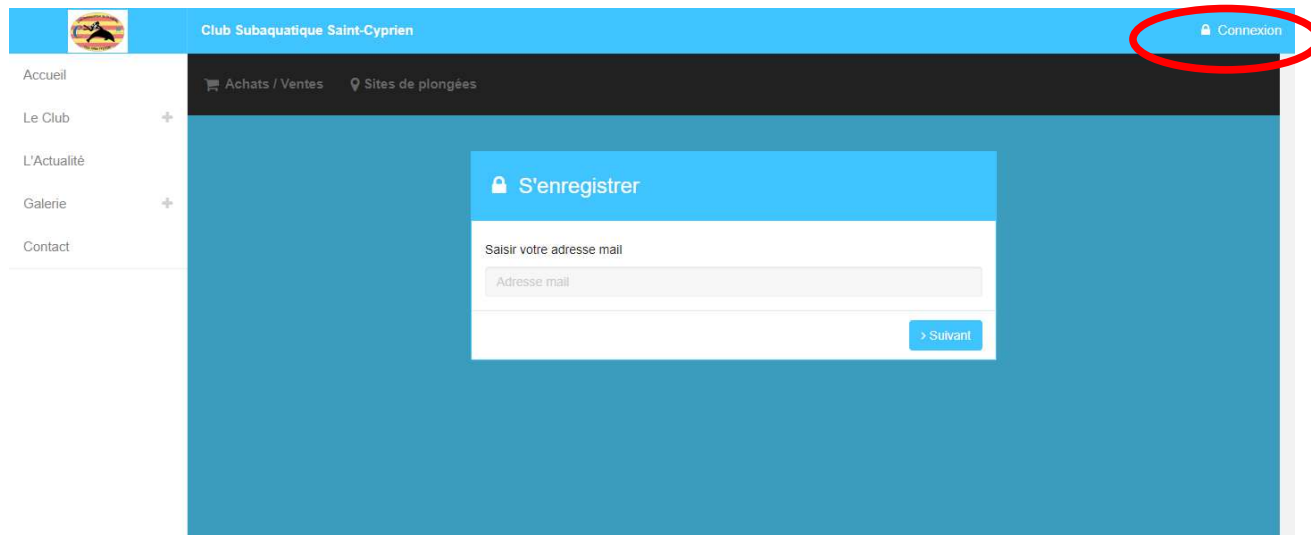 Club Subaquatique Saint-Cyprien
Connexion
Accueil
Le Club
L'Actualité
Galerie
Contact
Achats / Ventes
Sites de plongées
S'enregistrer
Saisir votre adresse mail
Adresse mail
› Suivant